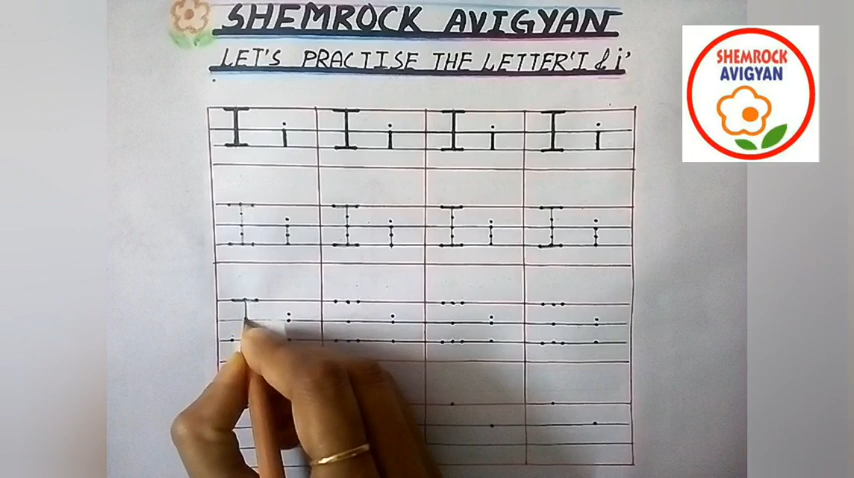 SHEMROCK AVIGYAN
LET'S PRACTISE THE LETTER'I & i'
SHEMROCK
AVIGYAN
I i I i I i I i
I i I i I i I i
I